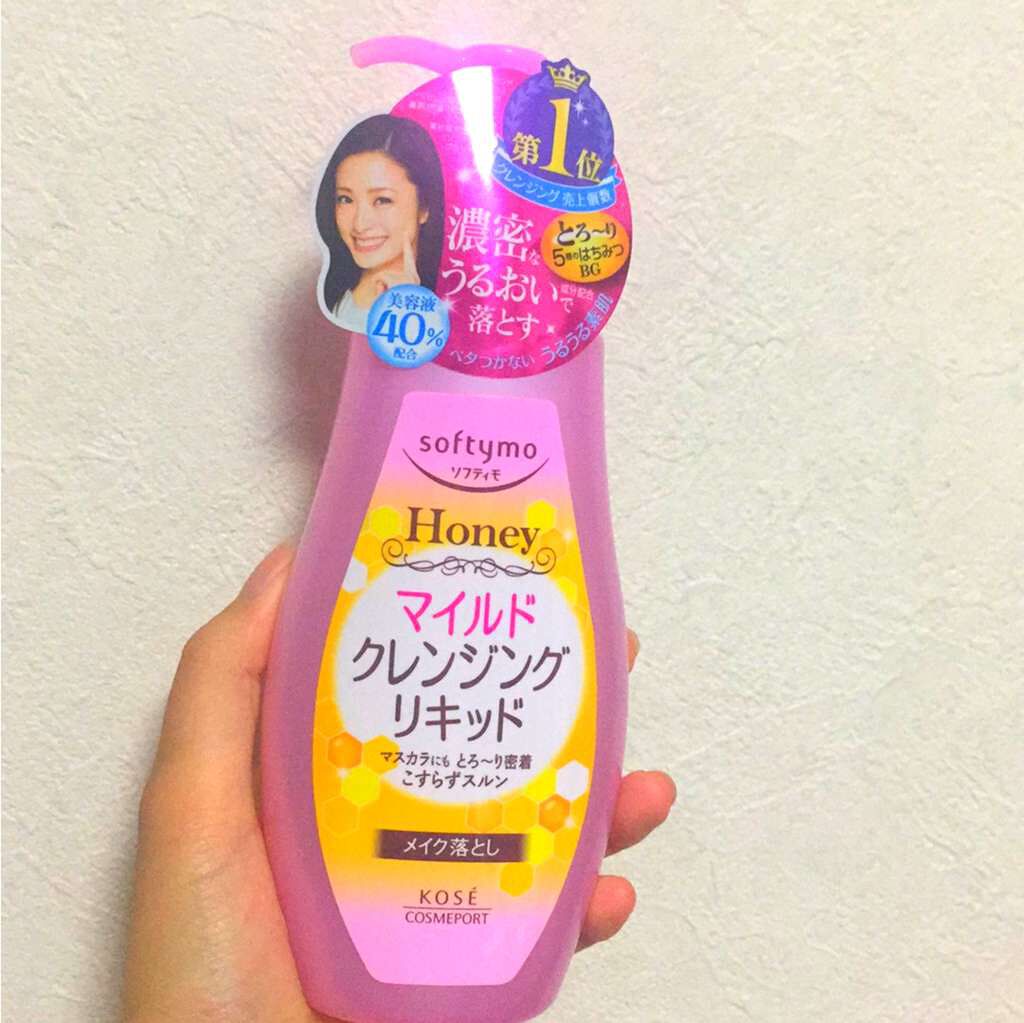 第1位
クレンジング売上個数
濃密な
うるおいで
落とす
とろ～り
5種のはちみつ
BG
成分配合
美容液
40%
配合
ベタつかない うるうる素肌
softymo
ソフティモ
Honey
マイルド
クレンジング
リキッド
マスカラにも とろ～り密着
こすらずスルン
メイク落とし
KOSÉ
COSMEPORT